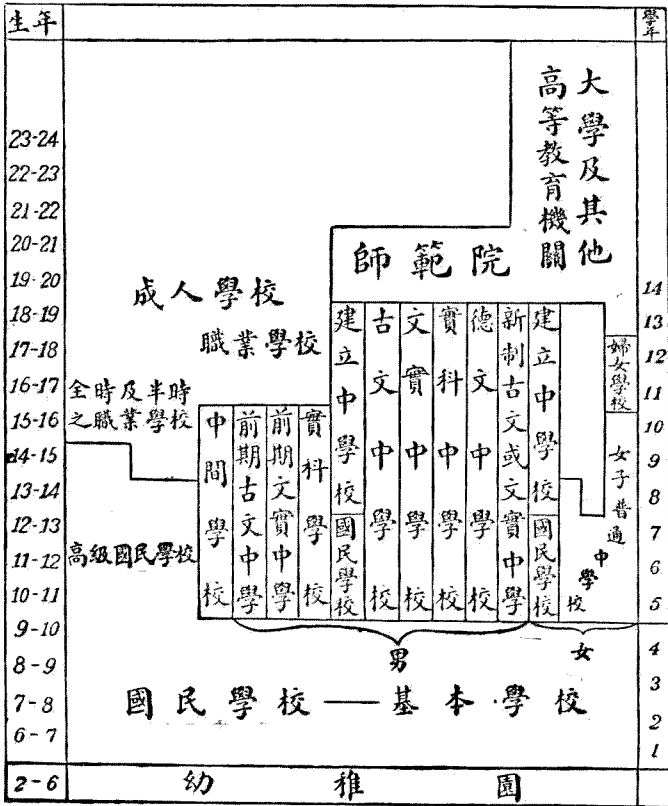 生年
學年
23-24
22-23
21-22
20-21
19-20
18-19
17-18
16-17
15-16
14-15
13-14
12-13
11-12
10-11
9-10
8-9
7-8
6-7
2-6
大學及其他
高等教育機關
師範院
成人學校
職業學校
全時及半時
之職業學校
高級國民學校
中間學校
前期古文中學
前期文實中學
實科學校
建立中學校
國民學校
古文中學校
文實中學校
實科中學校
德文中學校
新制古文或文實中學
建立中學校
國民學校
婦女學校
女子普通中學校
男
女
國民學校——基本學校
幼稚園
14
13
12
11
10
9
8
7
6
5
4
3
2
1